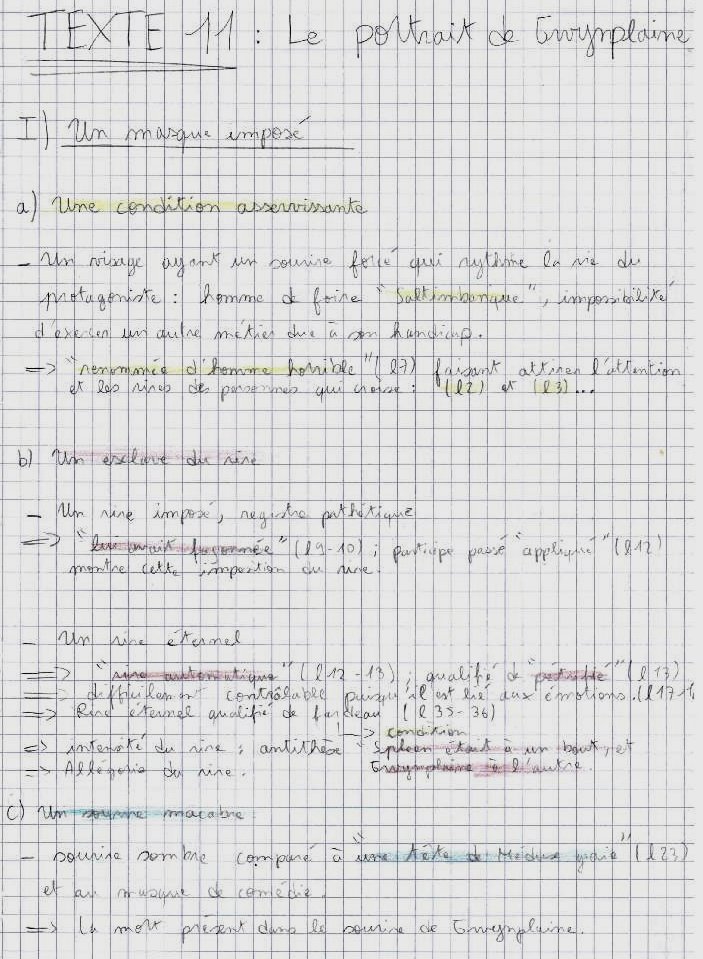 TEXTE 11 : Le portrait de Gwynplaine
I) Un masque imposé
a) Une condition asservissante
- Un visage ayant un sourire forcé qui rythme la vie du
protagoniste : homme de foire "Saltimbanque", impossibilité
d'exercer un autre métier due à son handicap.
=> "renommée d'homme horrible" (l7) faisant attirer l'attention
et les rires des personnes qui croise : (l2) et (l3)...
b) Un esclave du rire
- Un rire imposé, registre pathétique
=> "lui avait façonnée" (l9-10) ; participe passé "appliqué" (l12)
montre cette imposition du rire.
- Un rire éternel
=> "rire automatique" (l12-13) ; qualifié de "pétrifié" (l13)
=> difficilement contrôlable puisqu'il est lié aux émotions. (l17-1
=> Rire éternel qualifié de fardeau (l35-36)
-> condition
=> intensité du rire : antithèse "Spleen était à un bout, et
=> Allégorie du rire. Gwynplaine à l'autre.
c) Un sourire macabre
- sourire sombre comparé à "une tête de Méduse gaie" (l23)
et au masque de comédie.
=> La mort présent dans le sourire de Gwynplaine.